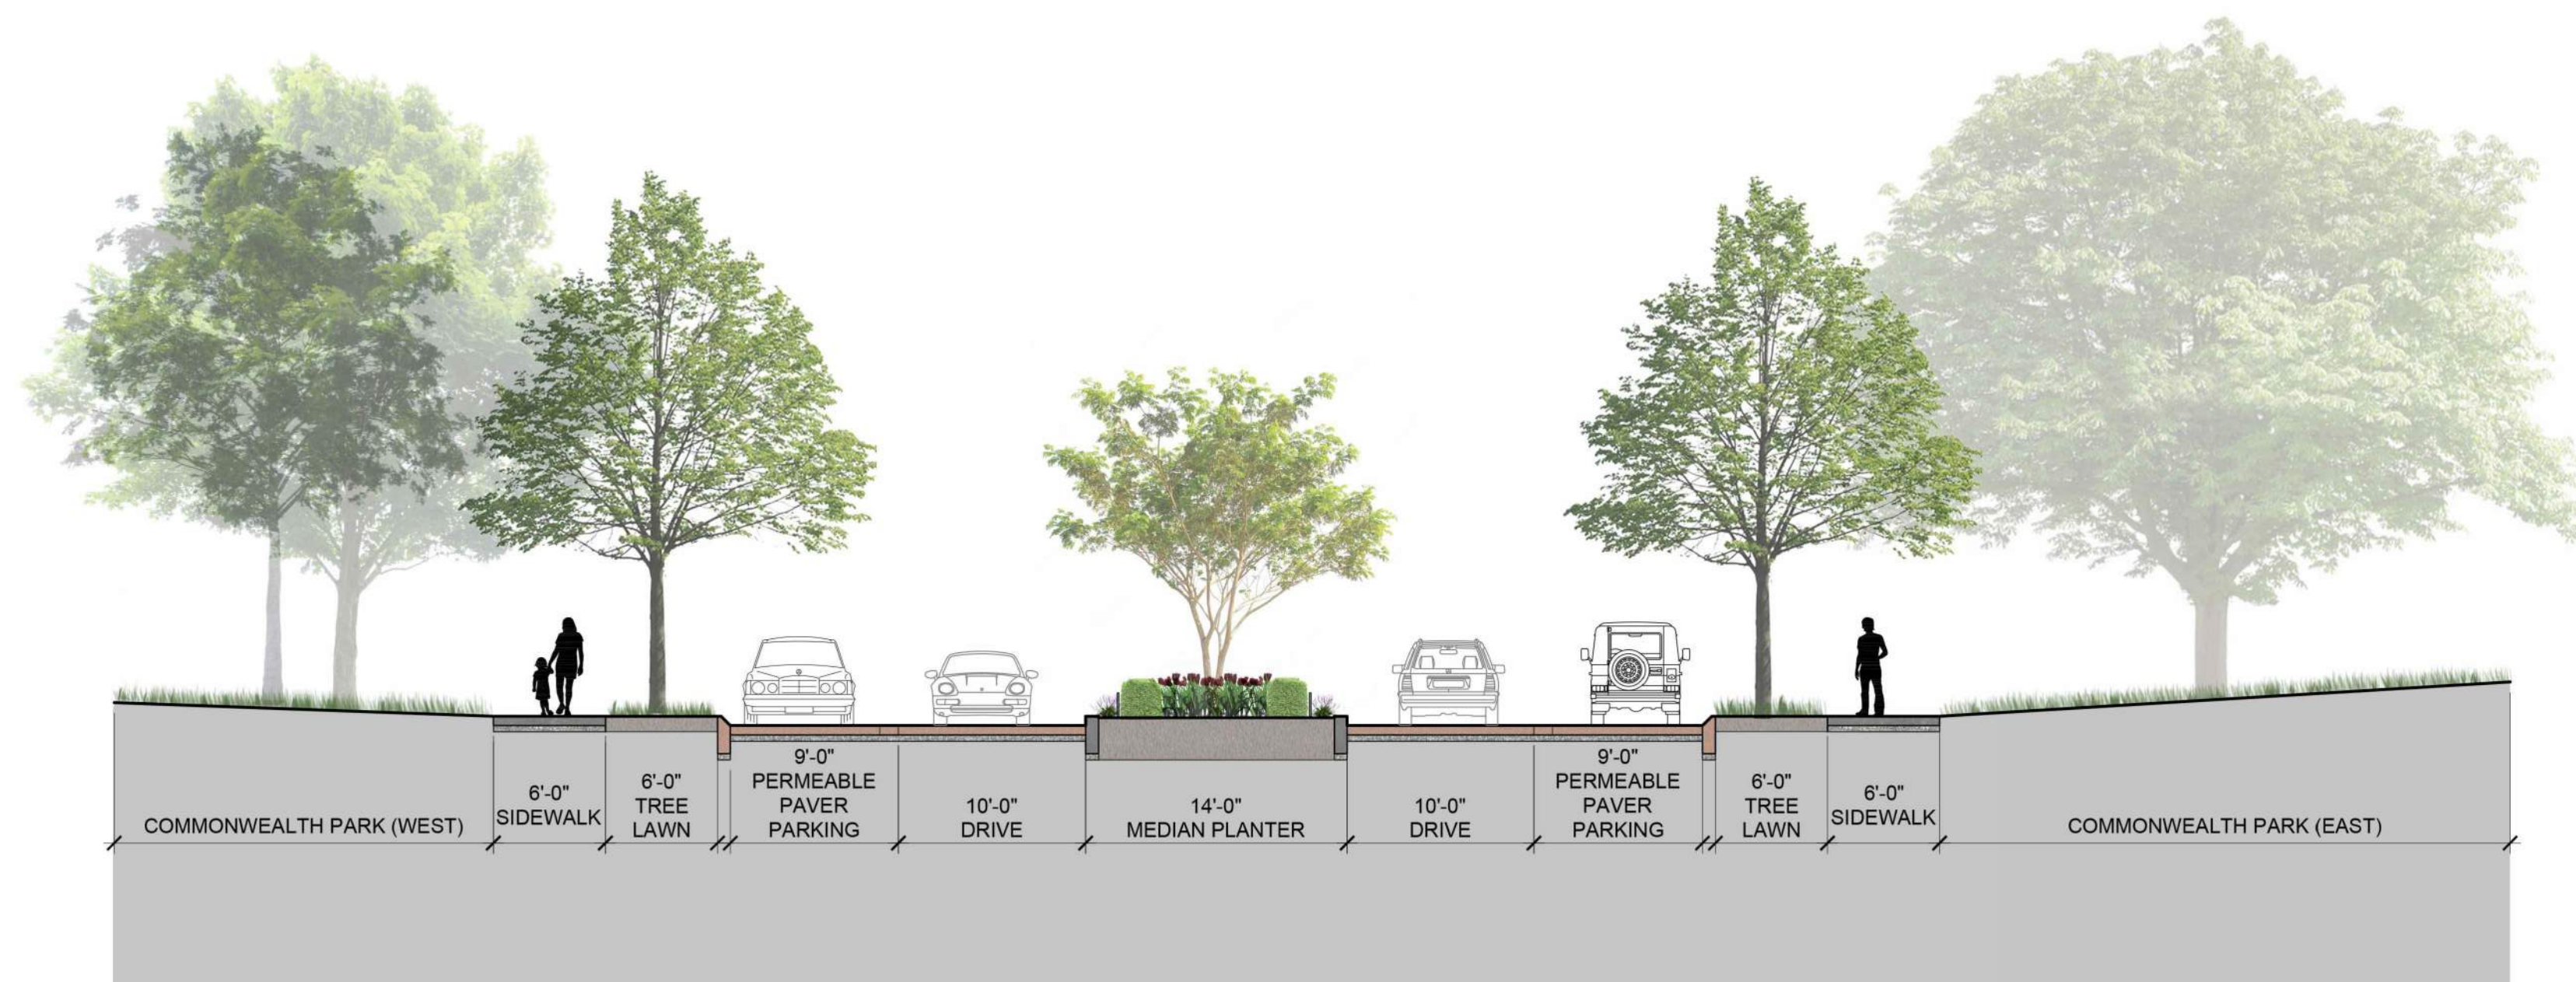 COMMONWEALTH PARK (WEST)
6'-0"
SIDEWALK
6'-0"
TREE
LAWN
9'-0"
PERMEABLE
PAVER
PARKING
10'-0"
DRIVE
14'-0"
MEDIAN PLANTER
10'-0"
DRIVE
9'-0"
PERMEABLE
PAVER
PARKING
6'-0"
TREE
LAWN
6'-0"
SIDEWALK
COMMONWEALTH PARK (EAST)